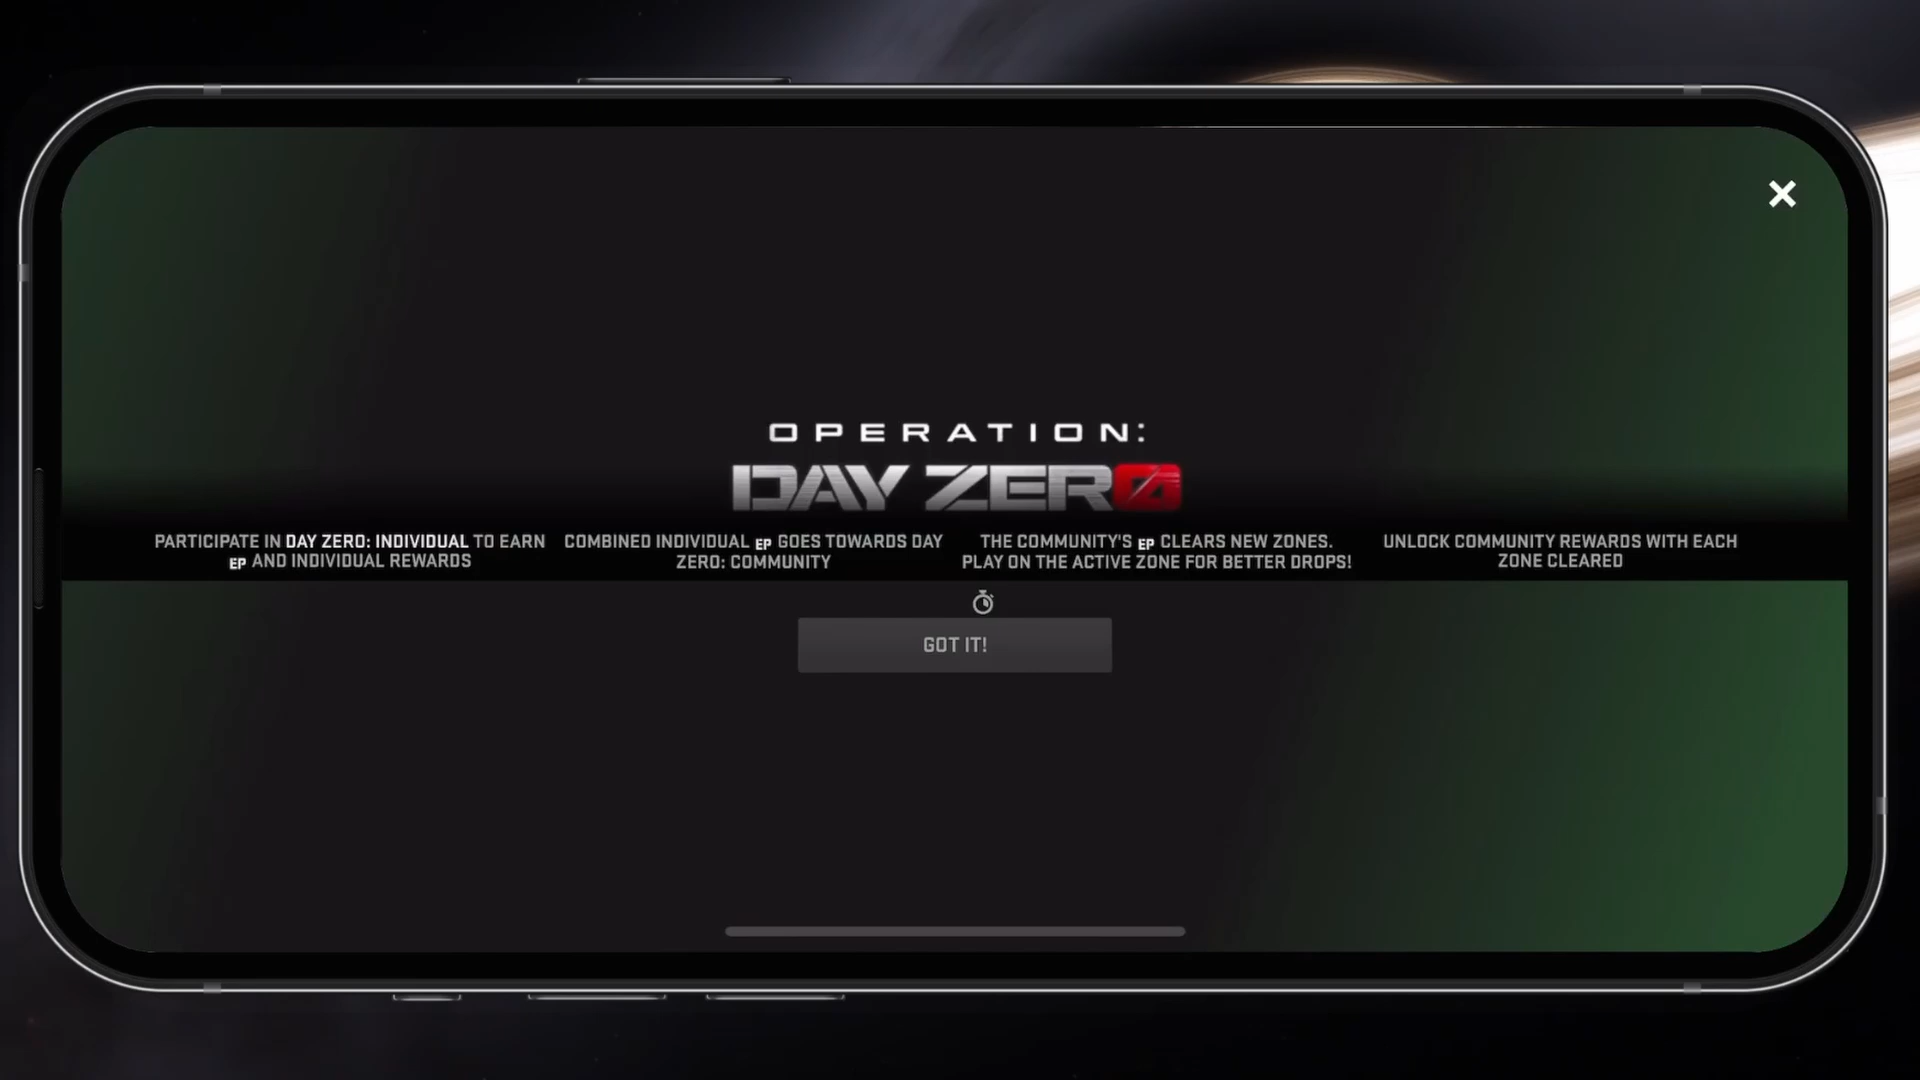 OPERATION:
DAY ZERO
PARTICIPATE IN DAY ZERO: INDIVIDUAL TO EARN
EP AND INDIVIDUAL REWARDS
COMBINED INDIVIDUAL EP GOES TOWARDS DAY
ZERO: COMMUNITY
THE COMMUNITY'S EP CLEARS NEW ZONES.
PLAY ON THE ACTIVE ZONE FOR BETTER DROPS!
UNLOCK COMMUNITY REWARDS WITH EACH
ZONE CLEARED
GOT IT!